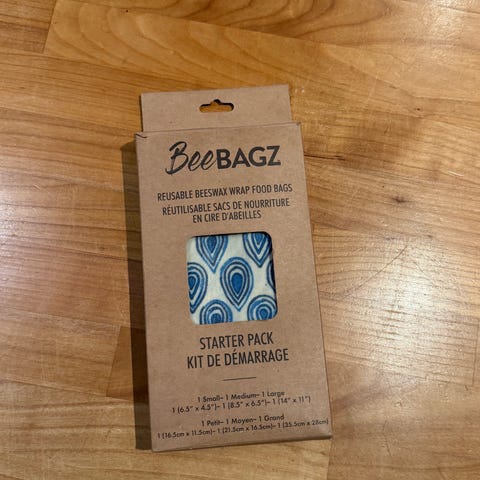 BeeBAGZ
REUSABLE BEESWAX WRAP FOOD BAGS
RÉUTILISABLE SACS DE NOURRITURE
EN CIRE D'ABEILLES
STARTER PACK
KIT DE DÉMARRAGE
1 Small– 1 Medium– 1 Large
1 (6.5" x 4.5")– 1 (8.5" x 6.5")– 1 (14" x 11")
1 Petit– 1 Moyen– 1 Grand
1 (16.5cm x 11.5cm)– 1 (21.5cm x 16.5cm)– 1 (35.5cm x 28cm)